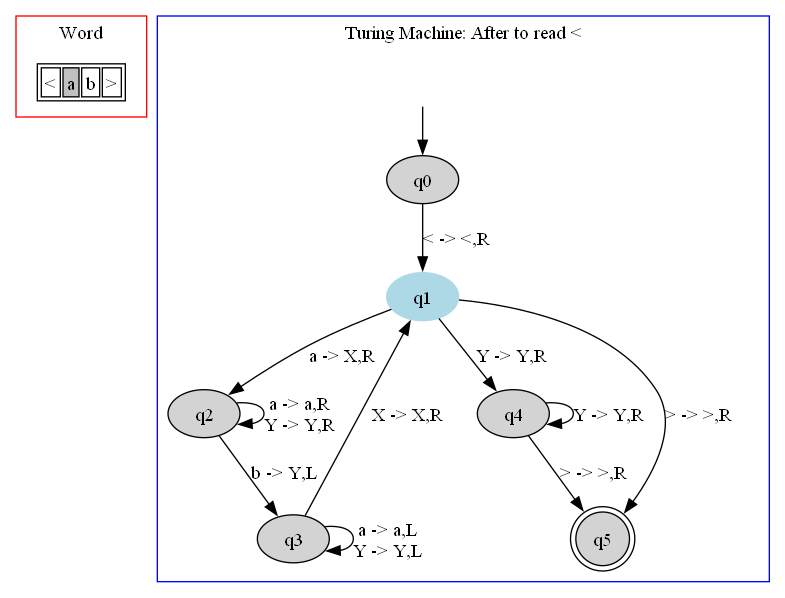 Word
< a b >
Turing Machine: After to read <
q0
< -> <,R
q1
a -> X,R
Y -> Y,R
q2
a -> a,R
Y -> Y,R
X -> X,R
q4
Y -> Y,R
> -> >,R
b -> Y,L
> -> >,R
q3
a -> a,L
Y -> Y,L
q5